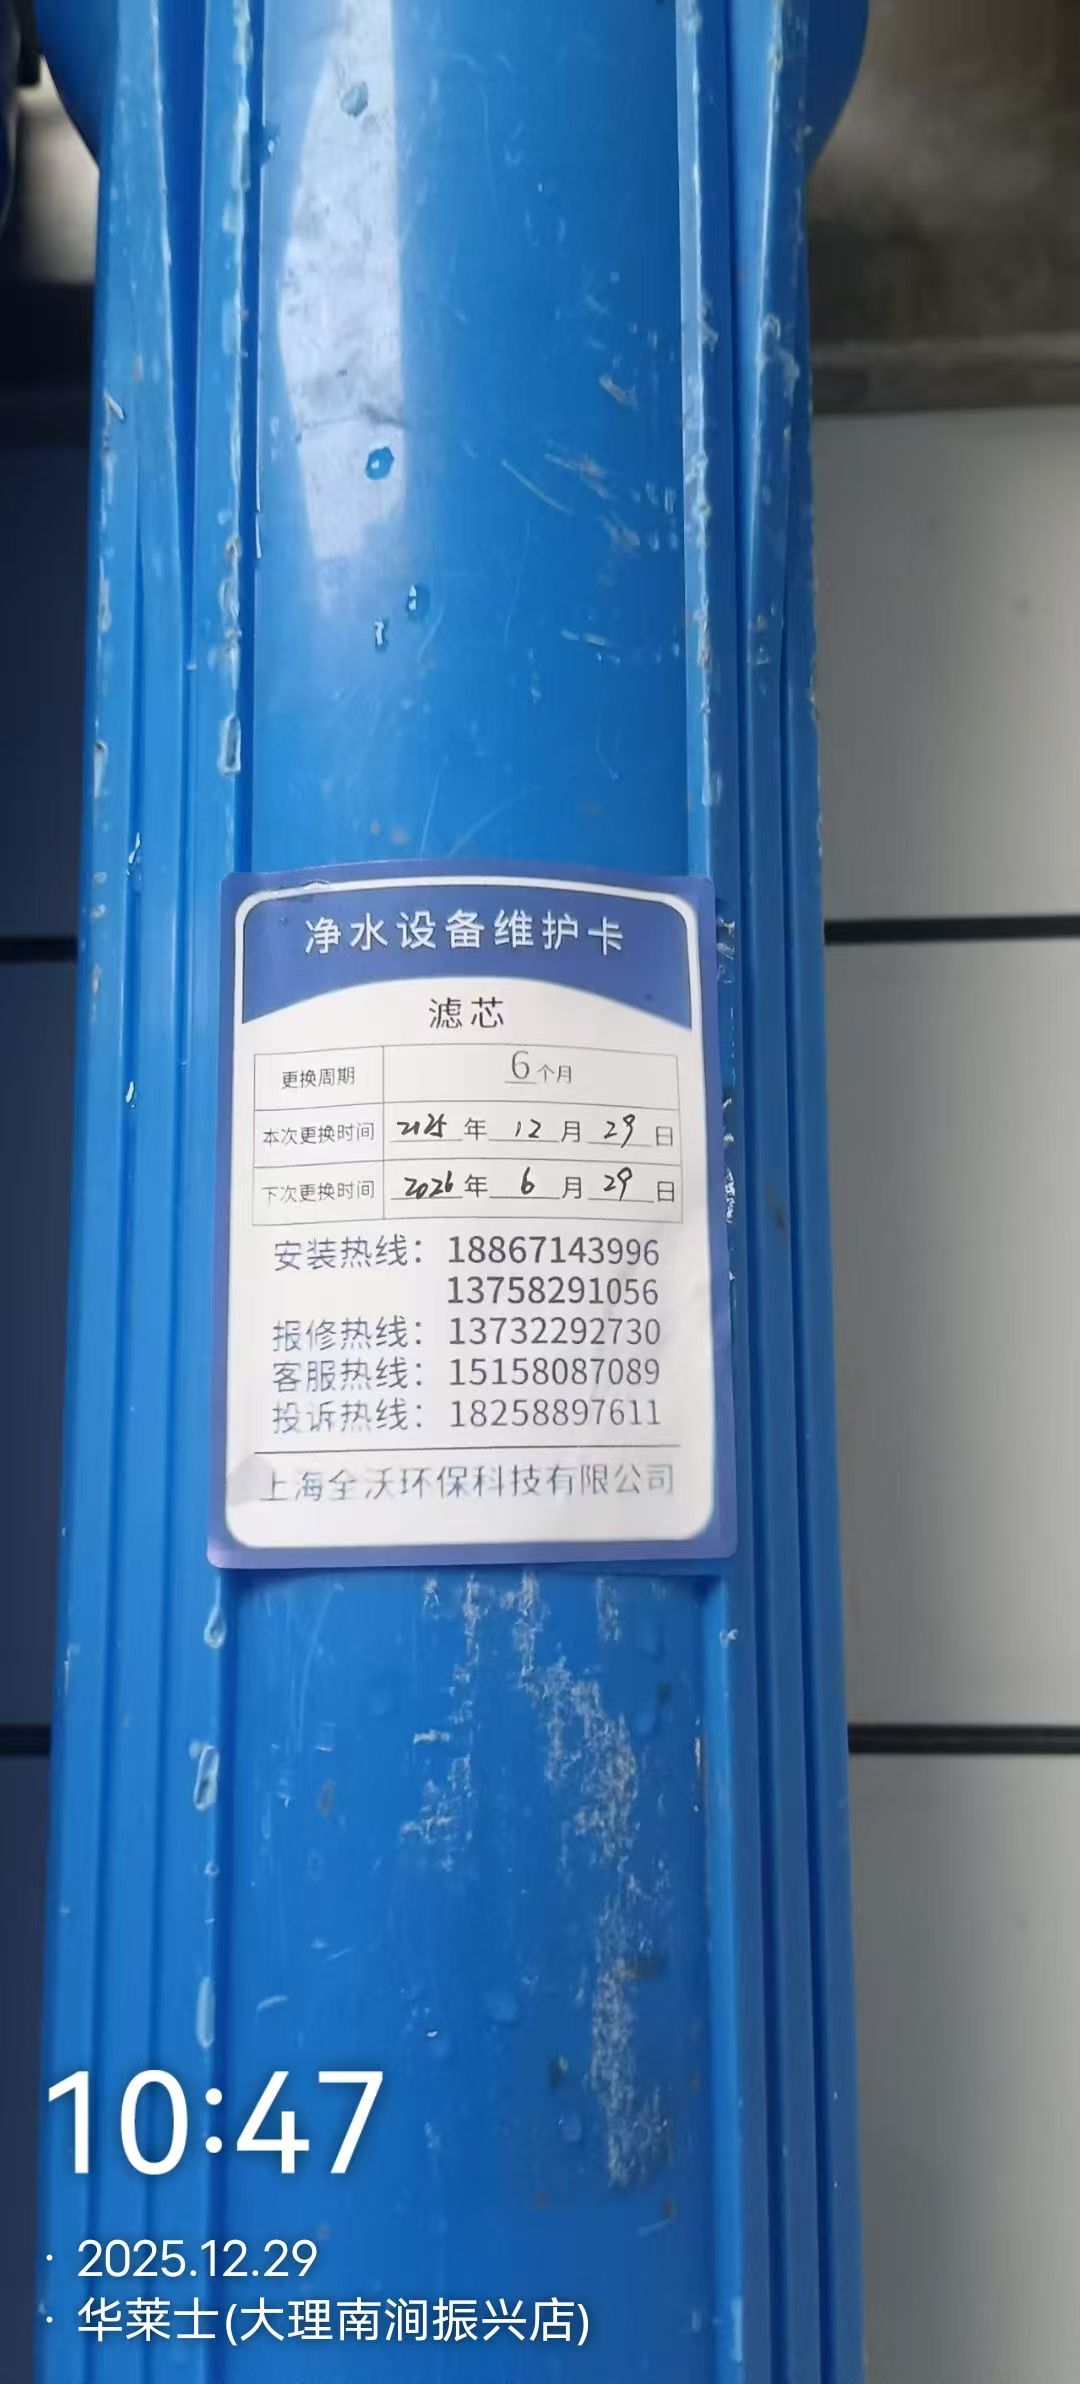 净水设备维护卡
滤芯
更换周期 6个月
本次更换时间 2025年12月29日
下次更换时间 2026年6月29日
安装热线：18867143996
13758291056
报修热线：13732292730
客服热线：15158087089
投诉热线：18258897611
上海全沃环保科技有限公司
10:47
· 2025.12.29
· 华莱士(大理南涧振兴店)